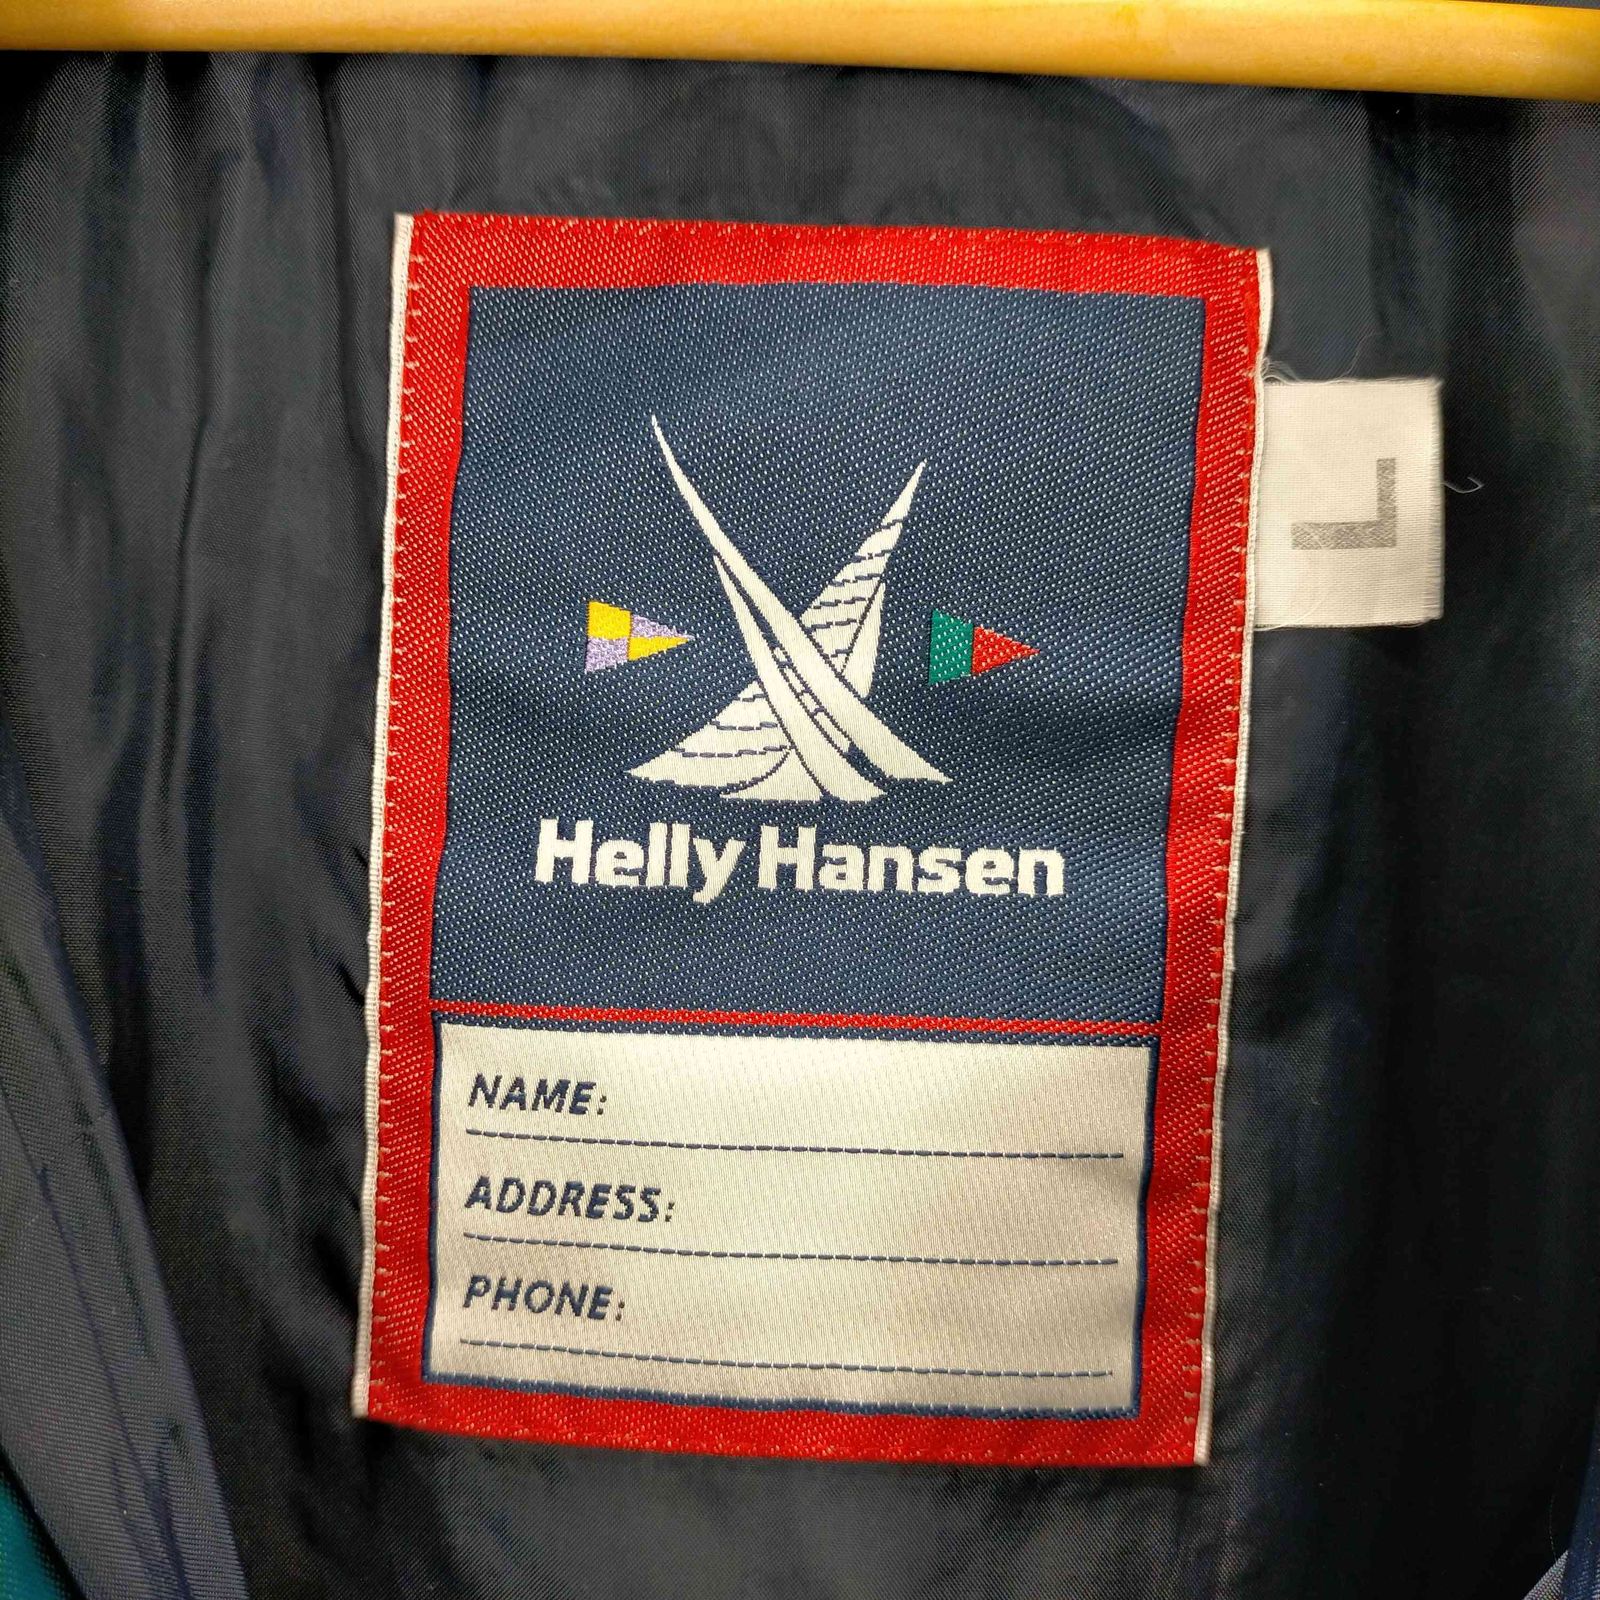 L
Helly Hansen
NAME:
ADDRESS:
PHONE: